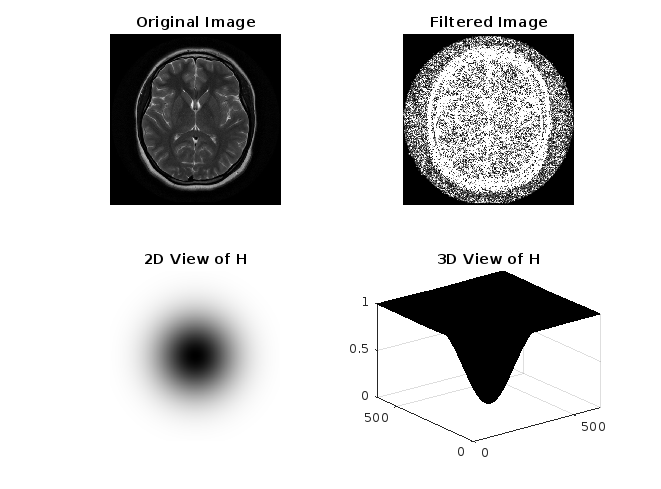 Original Image
Filtered Image
2D View of H
3D View of H
1
0.5
0
500
0
0
500